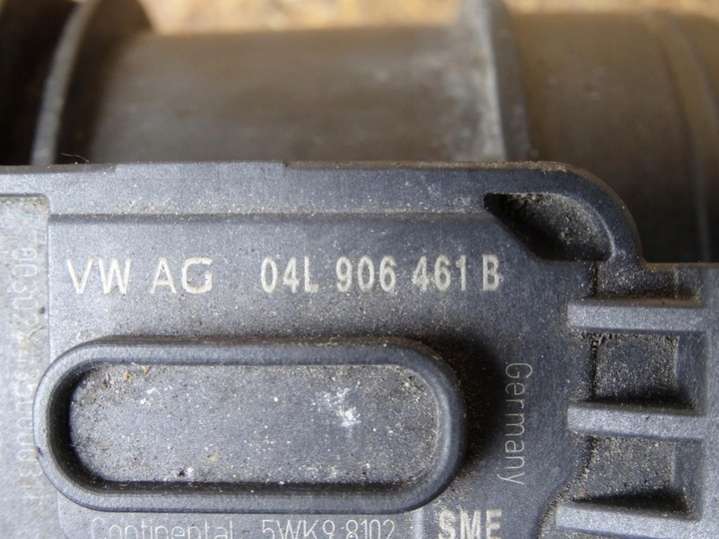 VW AG 04L 906 461 B
Germany
Continental 5WK9 8102
SME